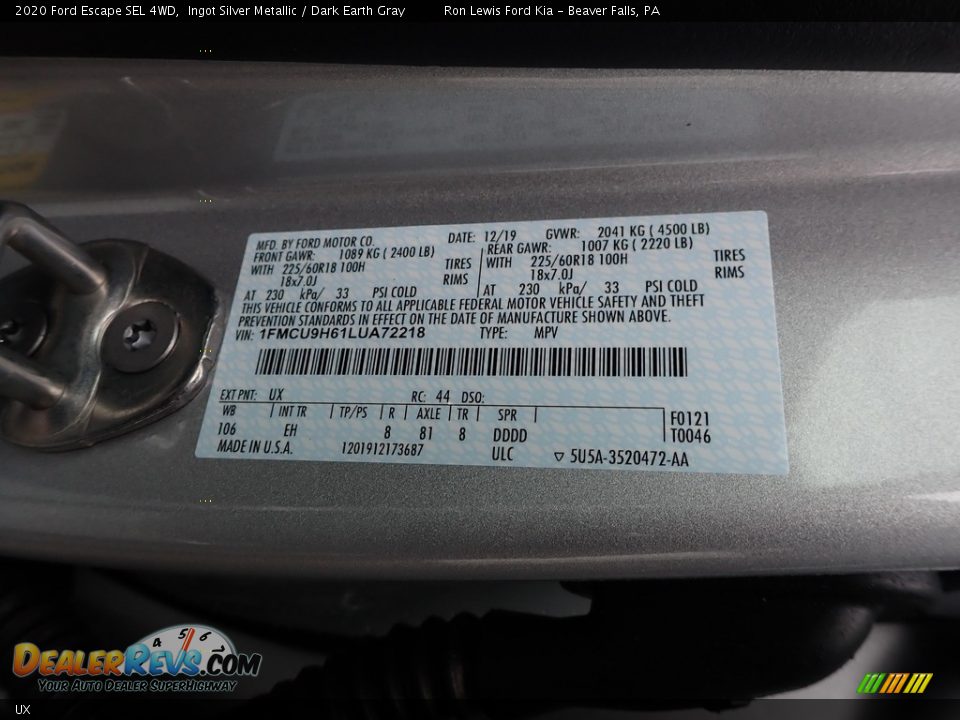 2020 Ford Escape SEL 4WD, Ingot Silver Metallic / Dark Earth Gray Ron Lewis Ford Kia – Beaver Falls, PA
MFD. BY FORD MOTOR CO. DATE: 12/19 GVWR: 2041 KG ( 4500 LB)
FRONT GAWR: 1089 KG ( 2400 LB) REAR GAWR: 1007 KG ( 2220 LB)
WITH 225/60R18 100H TIRES WITH 225/60R18 100H TIRES
18x7.0J RIMS 18x7.0J RIMS
AT 230 kPa/ 33 PSI COLD AT 230 kPa/ 33 PSI COLD
THIS VEHICLE CONFORMS TO ALL APPLICABLE FEDERAL MOTOR VEHICLE SAFETY AND THEFT
PREVENTION STANDARDS IN EFFECT ON THE DATE OF MANUFACTURE SHOWN ABOVE.
VIN: 1FMCU9H61LUA72218 TYPE: MPV
EXT PNT: UX RC: 44 DSO:
WB INT TR TP/PS R AXLE TR SPR F0121
106 EH 8 81 8 DDDD T0046
MADE IN U.S.A. 1201912173687 ULC ▽ 5U5A-3520472-AA
4 5 6
DEALERREVS.COM
YOUR AUTO DEALER SUPERHIGHWAY
UX